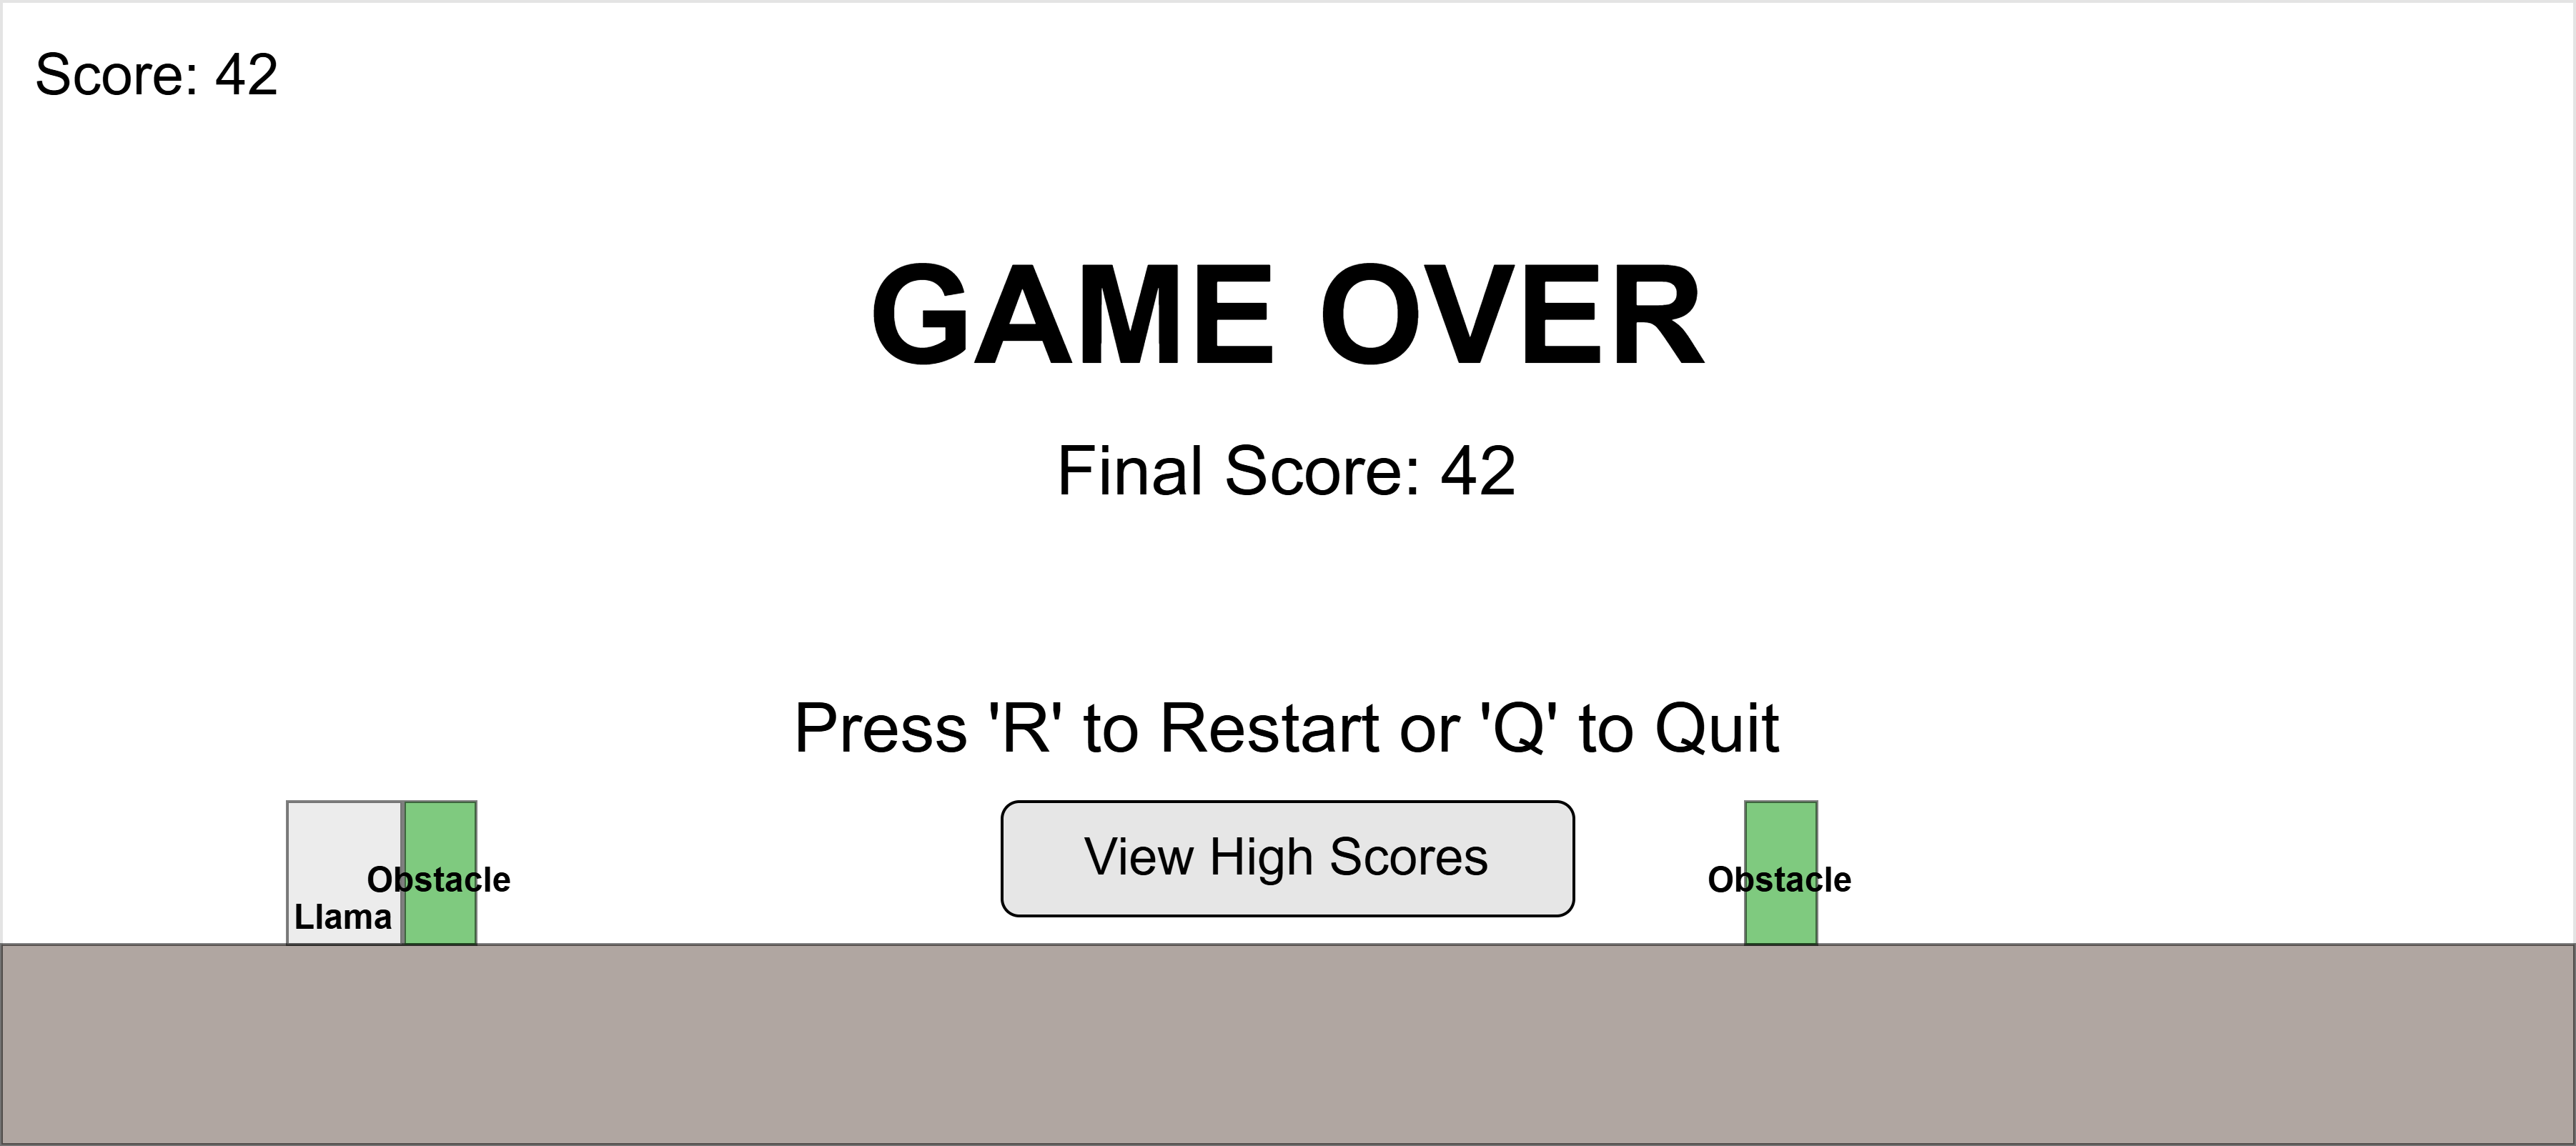 Score: 42
GAME OVER
Final Score: 42
Press 'R' to Restart or 'Q' to Quit
View High Scores
Obstacle
Llama
Obstacle